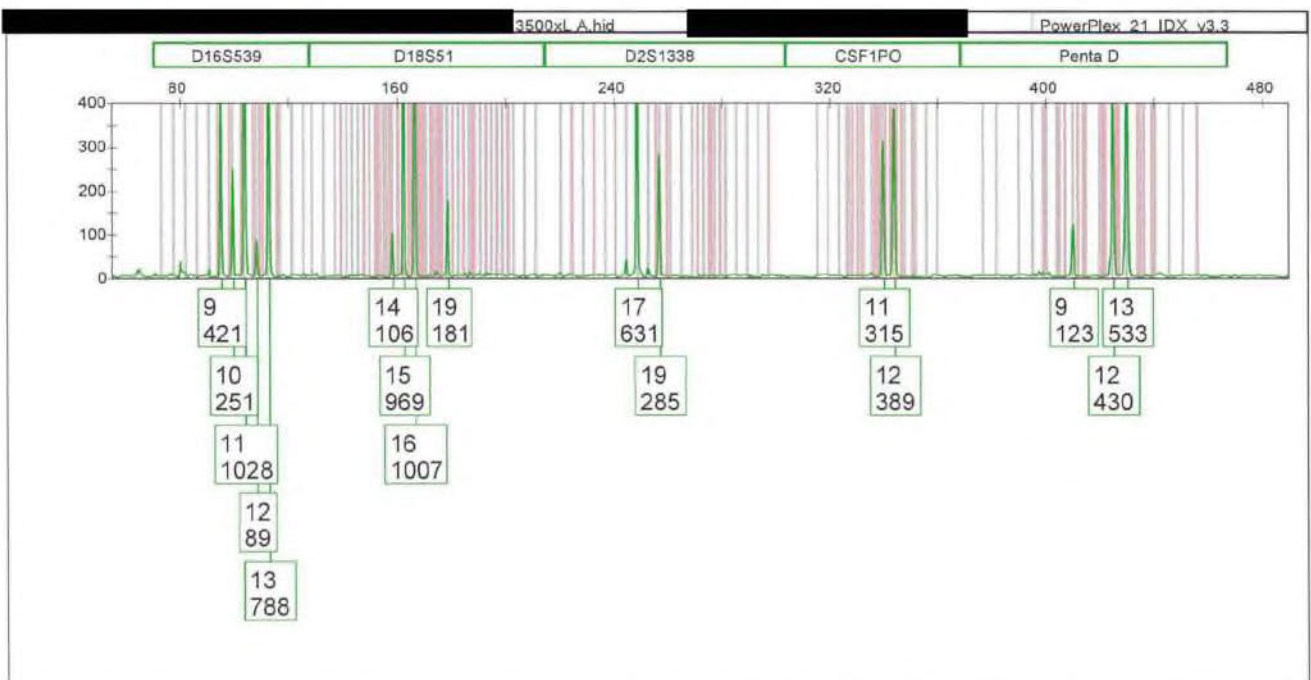 3500xL A.hid PowerPlex 21 IDX v3.3
D16S539 D18S51 D2S1338 CSF1PO Penta D
80 160 240 320 400 480
400
300
200
100
0
9 14 19 17 11 9 13
421 106 181 631 315 123 533
10 15 19 12 12
251 969 285 389 430
11 16
1028 1007
12
89
13
788